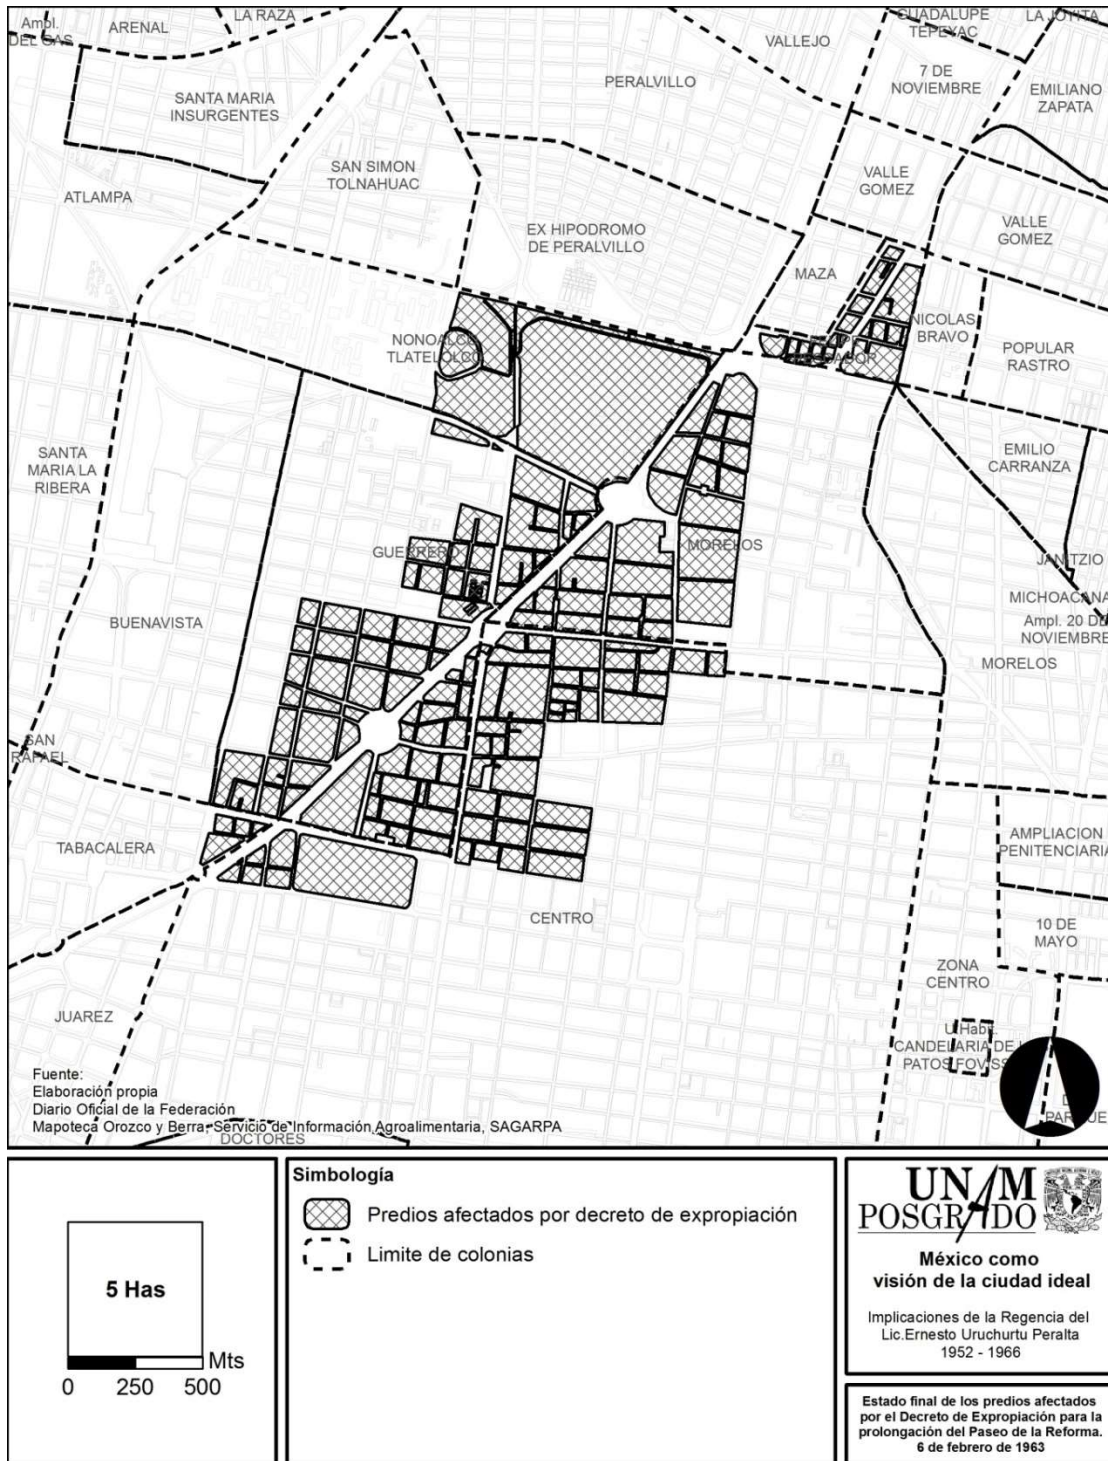 Ampl.
DEL GAS
ARENAL
LA RAZA
VALLEJO
GUADALUPE
TEPEYAC
LA JOYITA
7 DE
NOVIEMBRE
EMILIANO
ZAPATA
PERALVILLO
SANTA MARIA
INSURGENTES
SAN SIMON
TOLNAHUAC
ATLAMPA
VALLE
GOMEZ
VALLE
GOMEZ
EX HIPODROMO
DE PERALVILLO
MAZA
NONOALCO
TLATELOLCO
NICOLAS
BRAVO
POPULAR
RASTRO
SANTA
MARIA LA
RIBERA
EMILIO
CARRANZA
GUERRERO
MORELOS
JANITZIO
MICHOACANA
Ampl. 20 DE
NOVIEMBRE
MORELOS
BUENAVISTA
SAN
RAFAEL
TABACALERA
AMPLIACION
PENITENCIARIA
CENTRO
10 DE
MAYO
ZONA
CENTRO
JUAREZ
U Habit.
CANDELARIA DE L
PATOS FOVISS
PARQUE
DOCTORES
Fuente:
Elaboración propia
Diario Oficial de la Federación
Mapoteca Orozco y Berra, Servicio de Información Agroalimentaria, SAGARPA
5 Has
Mts
0 250 500
Simbología
Predios afectados por decreto de expropiación
Limite de colonias
UNAM
POSGRADO
México como
visión de la ciudad ideal
Implicaciones de la Regencia del
Lic.Ernesto Uruchurtu Peralta
1952 - 1966
Estado final de los predios afectados
por el Decreto de Expropiación para la
prolongación del Paseo de la Reforma.
6 de febrero de 1963